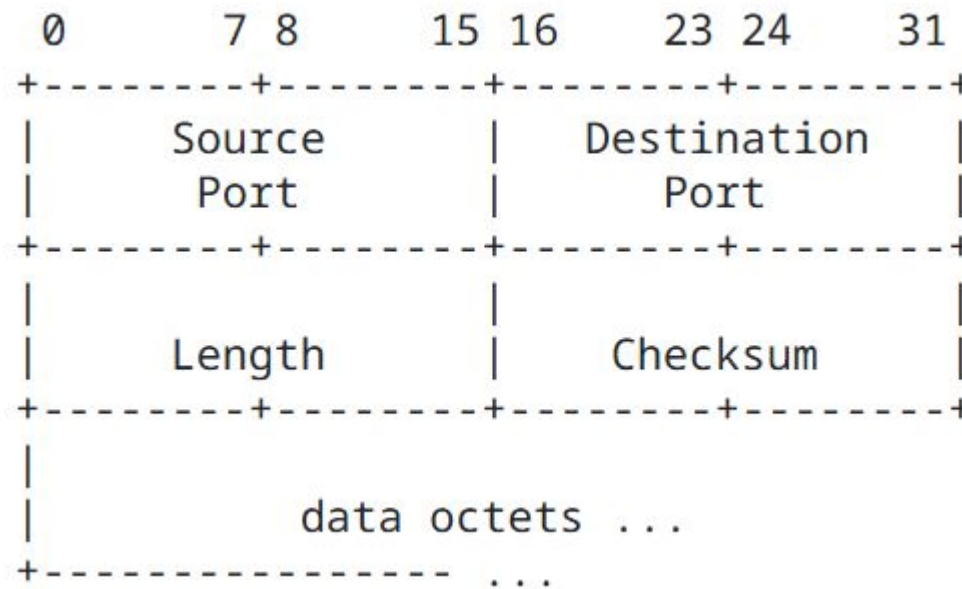 0      7 8     15 16    23 24    31
+--------+--------+--------+--------+
|     Source      |   Destination   |
|      Port       |      Port       |
+--------+--------+--------+--------+
|                 |                 |
|     Length      |    Checksum     |
+--------+--------+--------+--------+
|
|          data octets ...
+---------------- ...